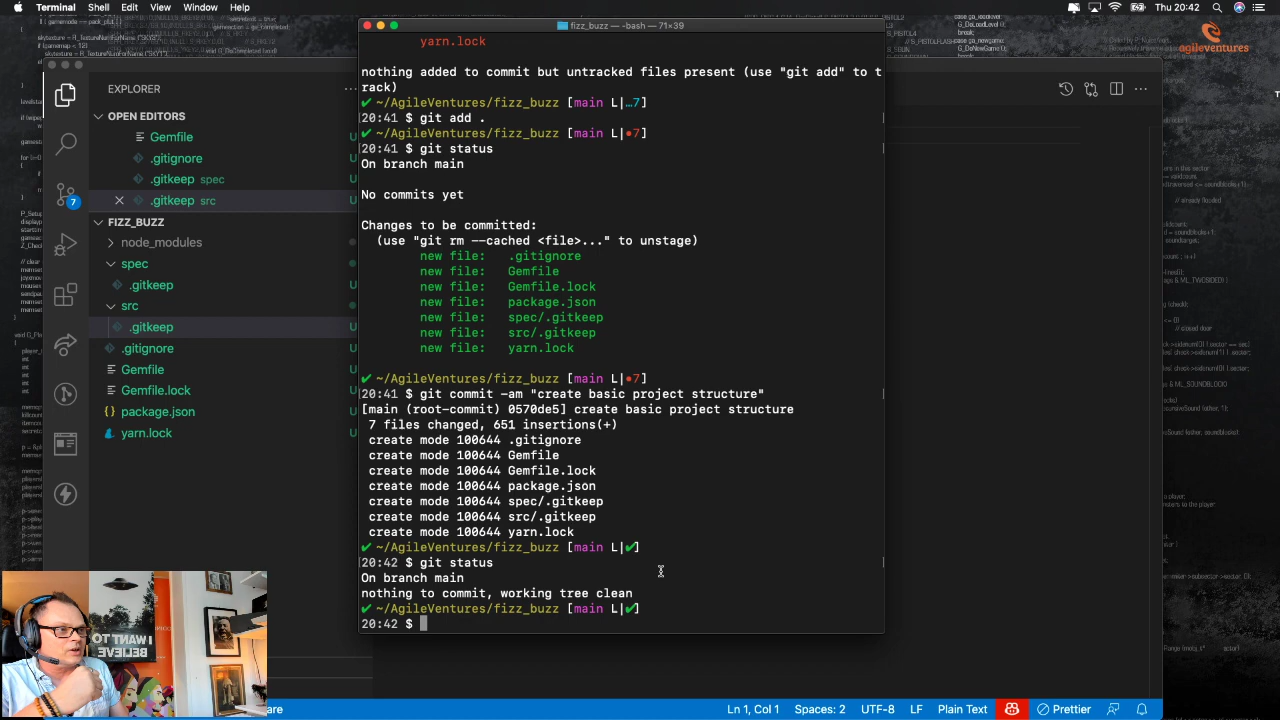 Terminal Shell Edit View Window Help
Thu 20:42
agileventures
fizz_buzz — -bash — 71×39
EXPLORER
OPEN EDITORS
Gemfile U
.gitignore U
.gitkeep spec U
.gitkeep src U
FIZZ_BUZZ
node_modules
spec
.gitkeep U
src
.gitkeep U
.gitignore U
Gemfile U
Gemfile.lock U
package.json U
yarn.lock U
7
yarn.lock
nothing added to commit but untracked files present (use "git add" to t
rack)
✔ ~/AgileVentures/fizz_buzz [main L|…7]
20:41 $ git add .
✔ ~/AgileVentures/fizz_buzz [main L|●7]
20:41 $ git status
On branch main
No commits yet
Changes to be committed:
(use "git rm --cached <file>..." to unstage)
new file: .gitignore
new file: Gemfile
new file: Gemfile.lock
new file: package.json
new file: spec/.gitkeep
new file: src/.gitkeep
new file: yarn.lock
✔ ~/AgileVentures/fizz_buzz [main L|●7]
20:41 $ git commit -am "create basic project structure"
[main (root-commit) 0570de5] create basic project structure
7 files changed, 651 insertions(+)
create mode 100644 .gitignore
create mode 100644 Gemfile
create mode 100644 Gemfile.lock
create mode 100644 package.json
create mode 100644 spec/.gitkeep
create mode 100644 src/.gitkeep
create mode 100644 yarn.lock
✔ ~/AgileVentures/fizz_buzz [main L|✔]
20:42 $ git status
On branch main
nothing to commit, working tree clean
✔ ~/AgileVentures/fizz_buzz [main L|✔]
20:42 $
I WANT TO
BELIEVE
are
Ln 1, Col 1 Spaces: 2 UTF-8 LF Plain Text Prettier